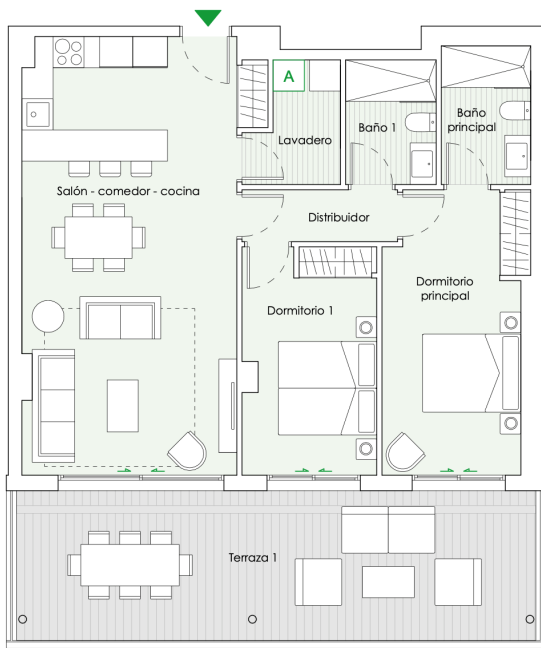 A
Lavadero
Baño 1
Baño
principal
Salón - comedor - cocina
Distribuidor
Dormitorio 1
Dormitorio
principal
Terraza 1